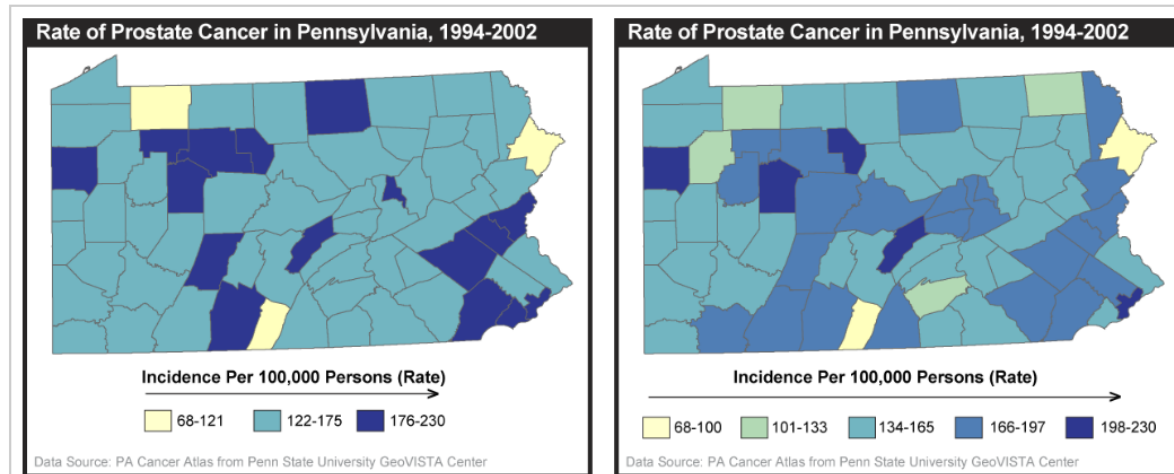 Rate of Prostate Cancer in Pennsylvania, 1994-2002
Incidence Per 100,000 Persons (Rate)
68-121 122-175 176-230
Data Source: PA Cancer Atlas from Penn State University GeoVISTA Center
Rate of Prostate Cancer in Pennsylvania, 1994-2002
Incidence Per 100,000 Persons (Rate)
68-100 101-133 134-165 166-197 198-230
Data Source: PA Cancer Atlas from Penn State University GeoVISTA Center